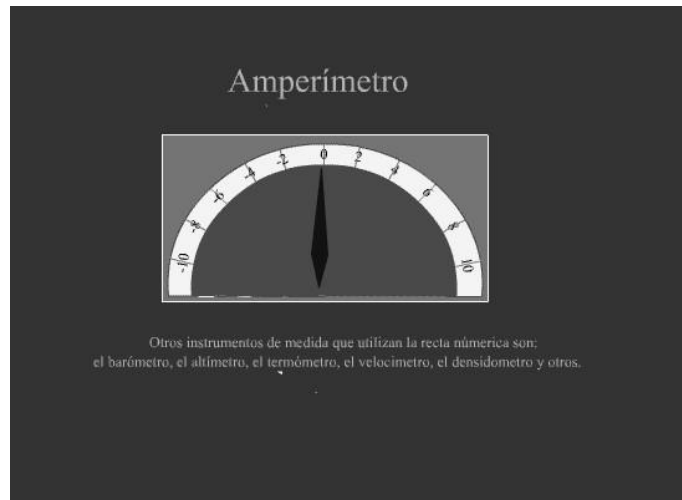 Amperímetro
-10 -8 -6 -4 -2 0 2 4 6 8 10
Otros instrumentos de medida que utilizan la recta númerica son:
el barómetro, el altímetro, el termómetro, el velocimetro, el densidometro y otros.